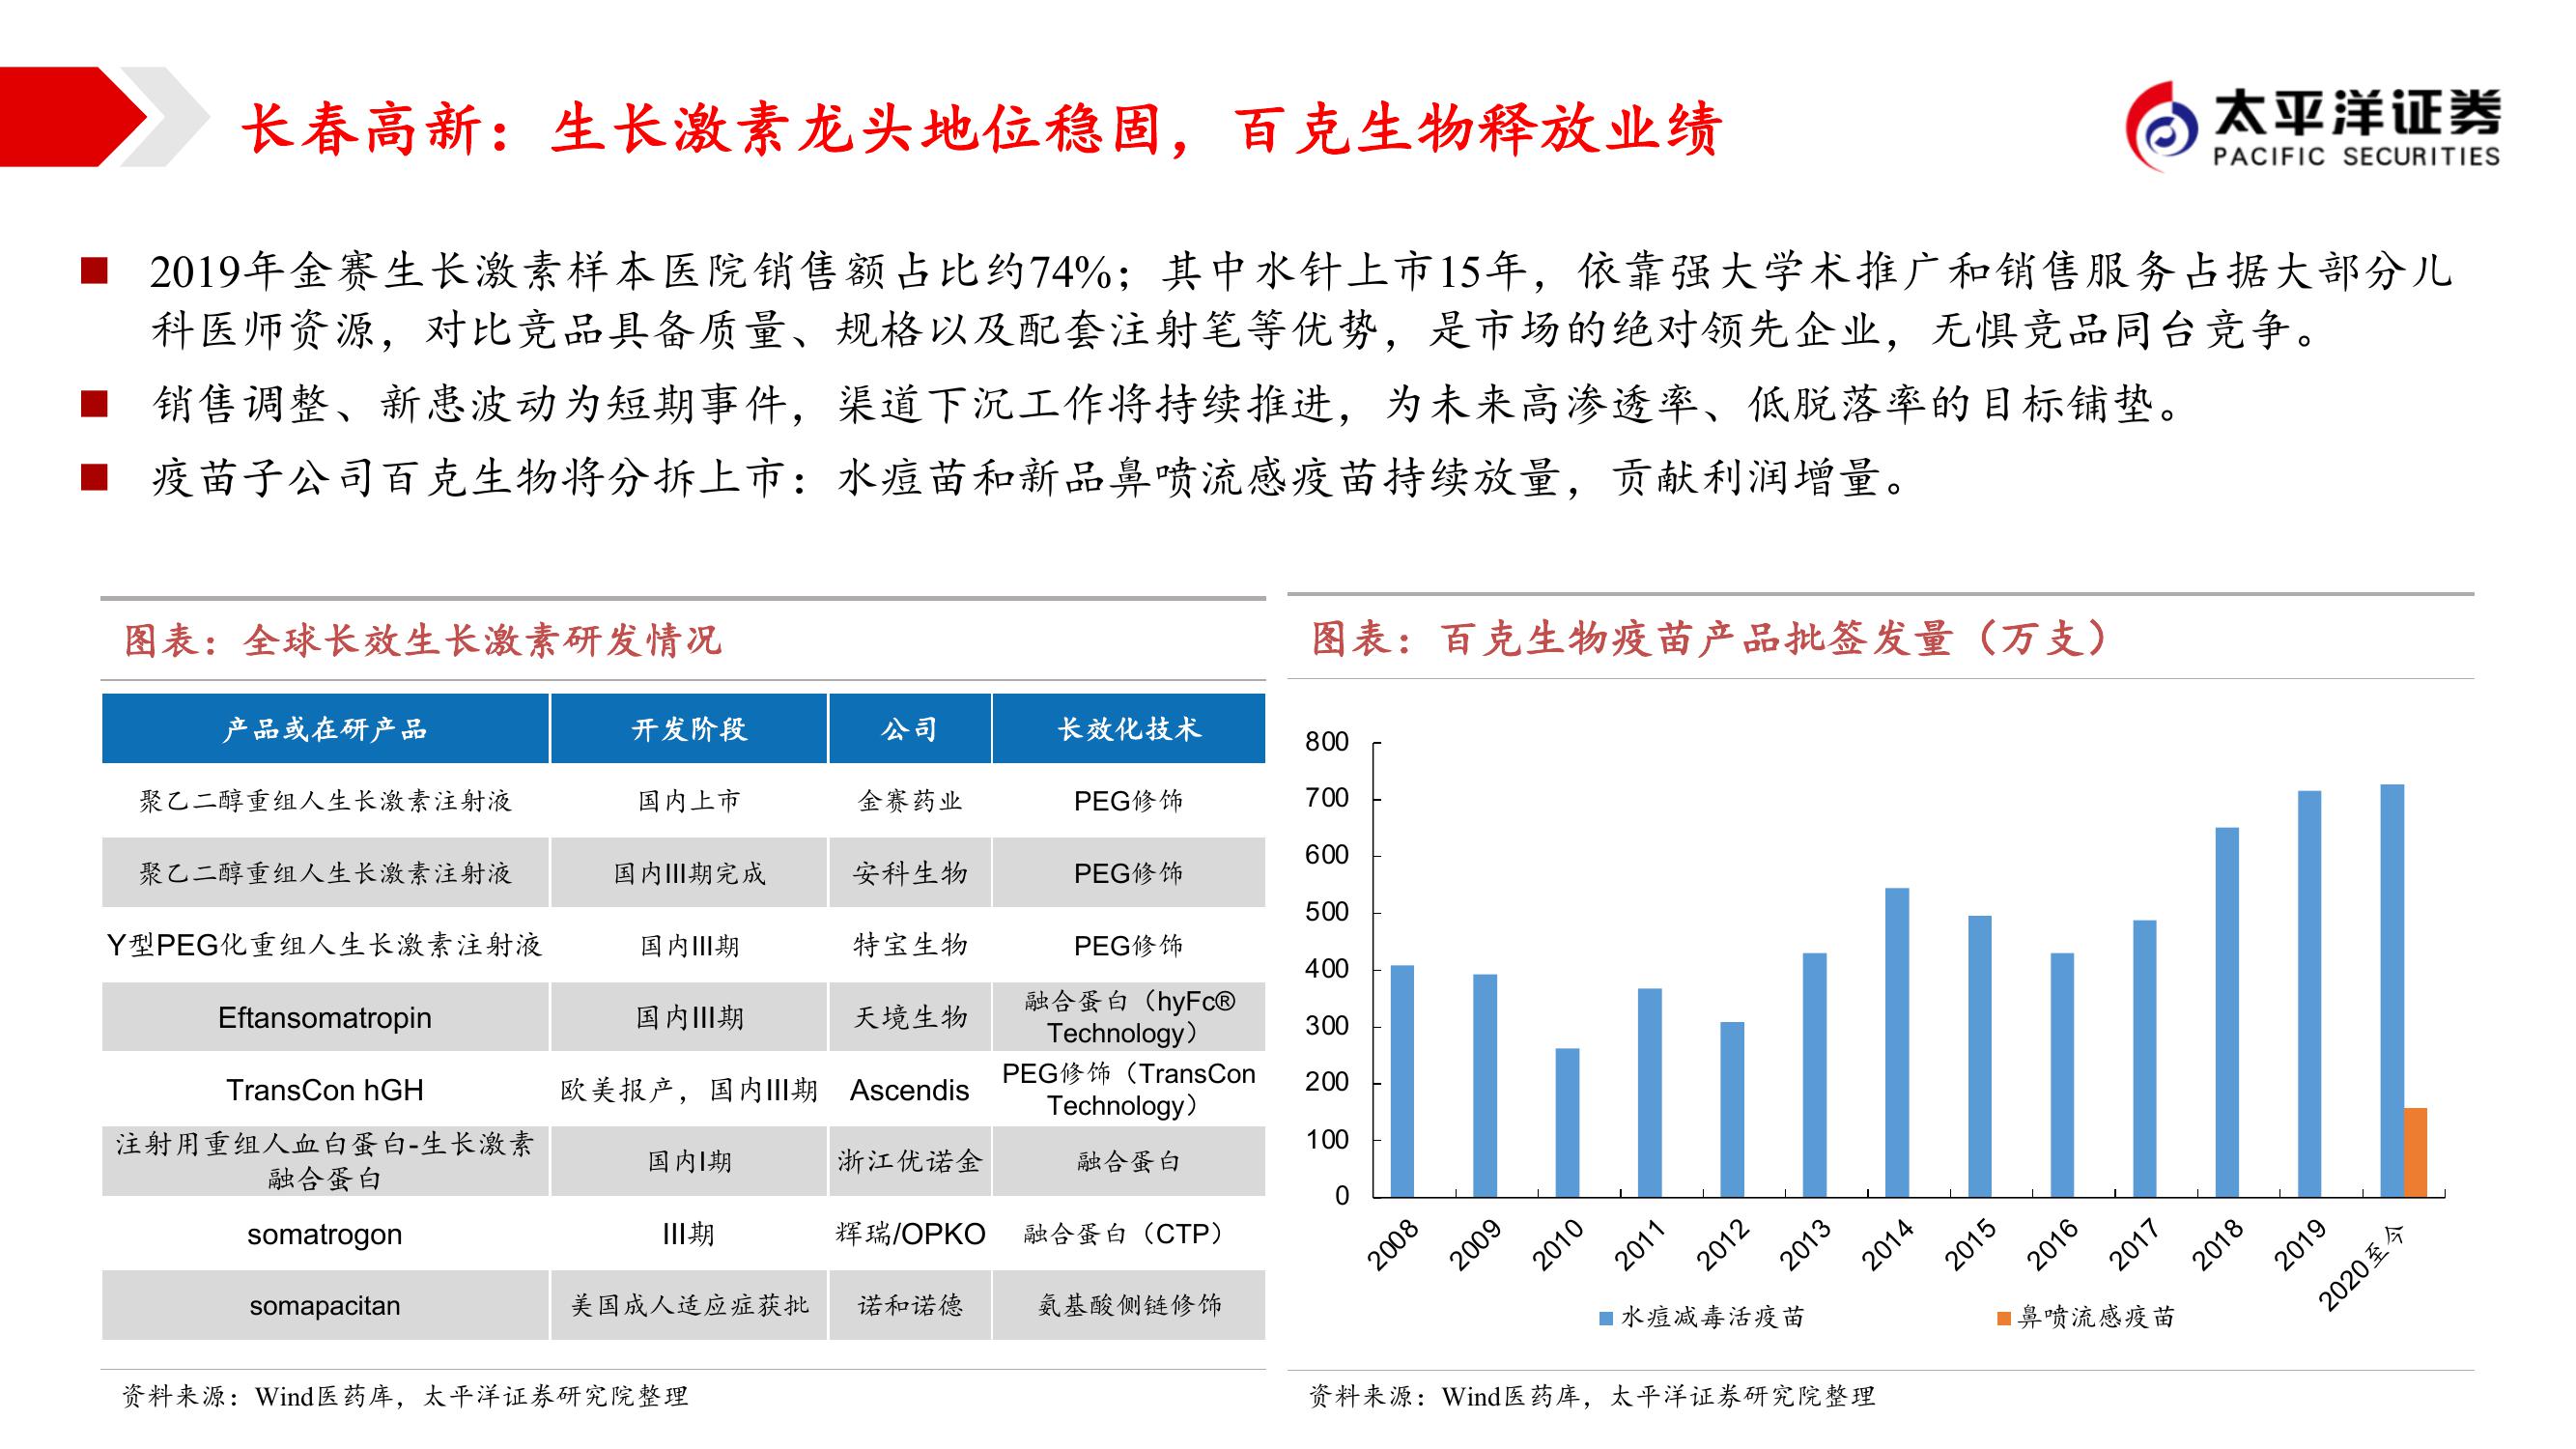 长春高新：生长激素龙头地位稳固，百克生物释放业绩
太平洋证券
PACIFIC SECURITIES
2019年金赛生长激素样本医院销售额占比约74%；其中水针上市15年，依靠强大学术推广和销售服务占据大部分儿
科医师资源，对比竞品具备质量、规格以及配套注射笔等优势，是市场的绝对领先企业，无惧竞品同台竞争。
销售调整、新患波动为短期事件，渠道下沉工作将持续推进，为未来高渗透率、低脱落率的目标铺垫。
疫苗子公司百克生物将分拆上市：水痘苗和新品鼻喷流感疫苗持续放量，贡献利润增量。
图表：全球长效生长激素研发情况
产品或在研产品 开发阶段 公司 长效化技术
聚乙二醇重组人生长激素注射液 国内上市 金赛药业 PEG修饰
聚乙二醇重组人生长激素注射液 国内III期完成 安科生物 PEG修饰
Y型PEG化重组人生长激素注射液 国内III期 特宝生物 PEG修饰
Eftansomatropin 国内III期 天境生物 融合蛋白（hyFc®
Technology）
TransCon hGH 欧美报产，国内III期 Ascendis PEG修饰（TransCon
Technology）
注射用重组人血白蛋白-生长激素
融合蛋白 国内I期 浙江优诺金 融合蛋白
somatrogon III期 辉瑞/OPKO 融合蛋白（CTP）
somapacitan 美国成人适应症获批 诺和诺德 氨基酸侧链修饰
资料来源：Wind医药库，太平洋证券研究院整理
图表：百克生物疫苗产品批签发量（万支）
800
700
600
500
400
300
200
100
0
2008 2009 2010 2011 2012 2013 2014 2015 2016 2017 2018 2019 2020至今
水痘减毒活疫苗 鼻喷流感疫苗
资料来源：Wind医药库，太平洋证券研究院整理